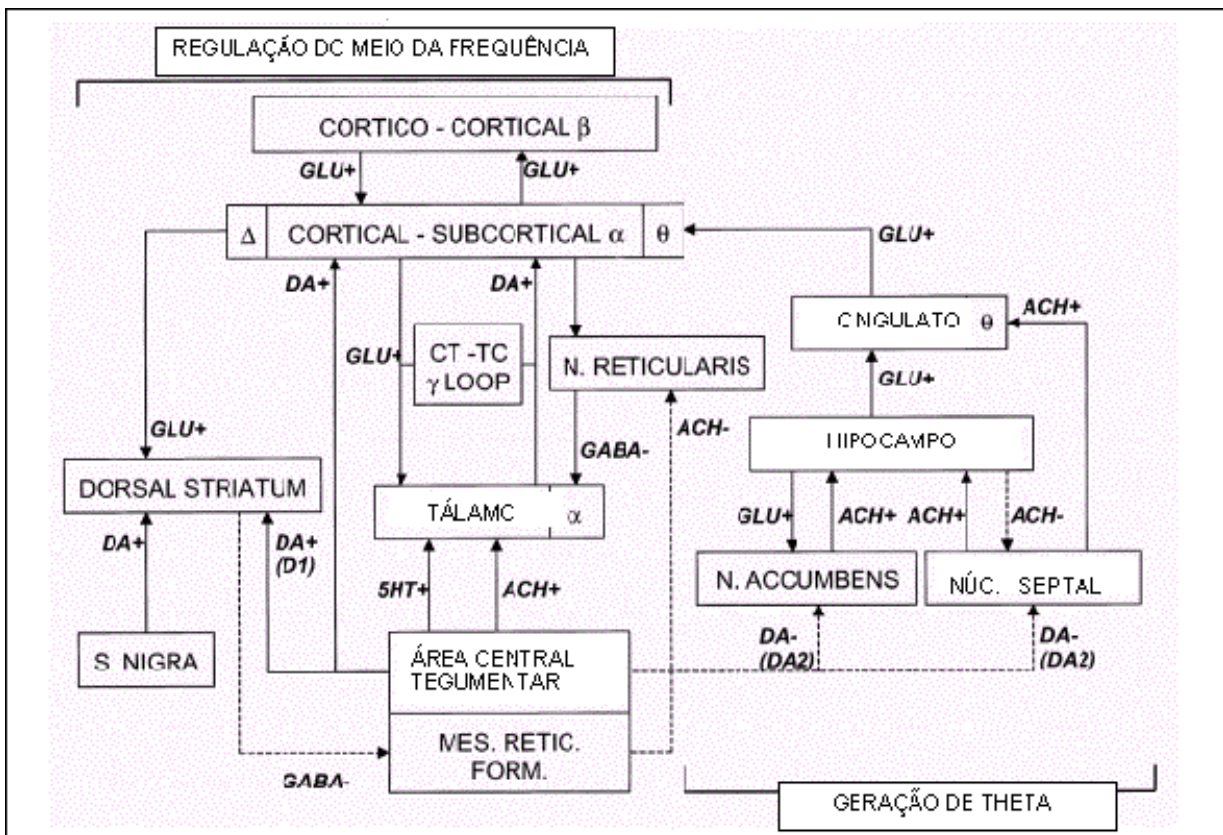 REGULAÇÃO DC MEIO DA FREQUÊNCIA
CORTICO - CORTICAL β
GLU+
GLU+
Δ CORTICAL - SUBCORTICAL α θ
GLU+
DA+
DA+
ACH+
CNGULATO θ
GLU+
CT -TC
γ LOOP
N. RETICULARIS
GLU+
ACH-
HIPOCAMPO
GLU+
GABA-
DORSAL STRIATUM
TÁLAMC α
GLU+
ACH+
ACH+
ACH-
DA+
DA+
(D1)
N. ACCUMBENS
NÚC. SEPTAL
5HT+
ACH+
S. NIGRA
ÁREA CENTRAL
TEGUMENTAR
DA-
(DA2)
DA-
(DA2)
MES. RETIC.
FORM.
GABA-
GERAÇÃO DE THETA